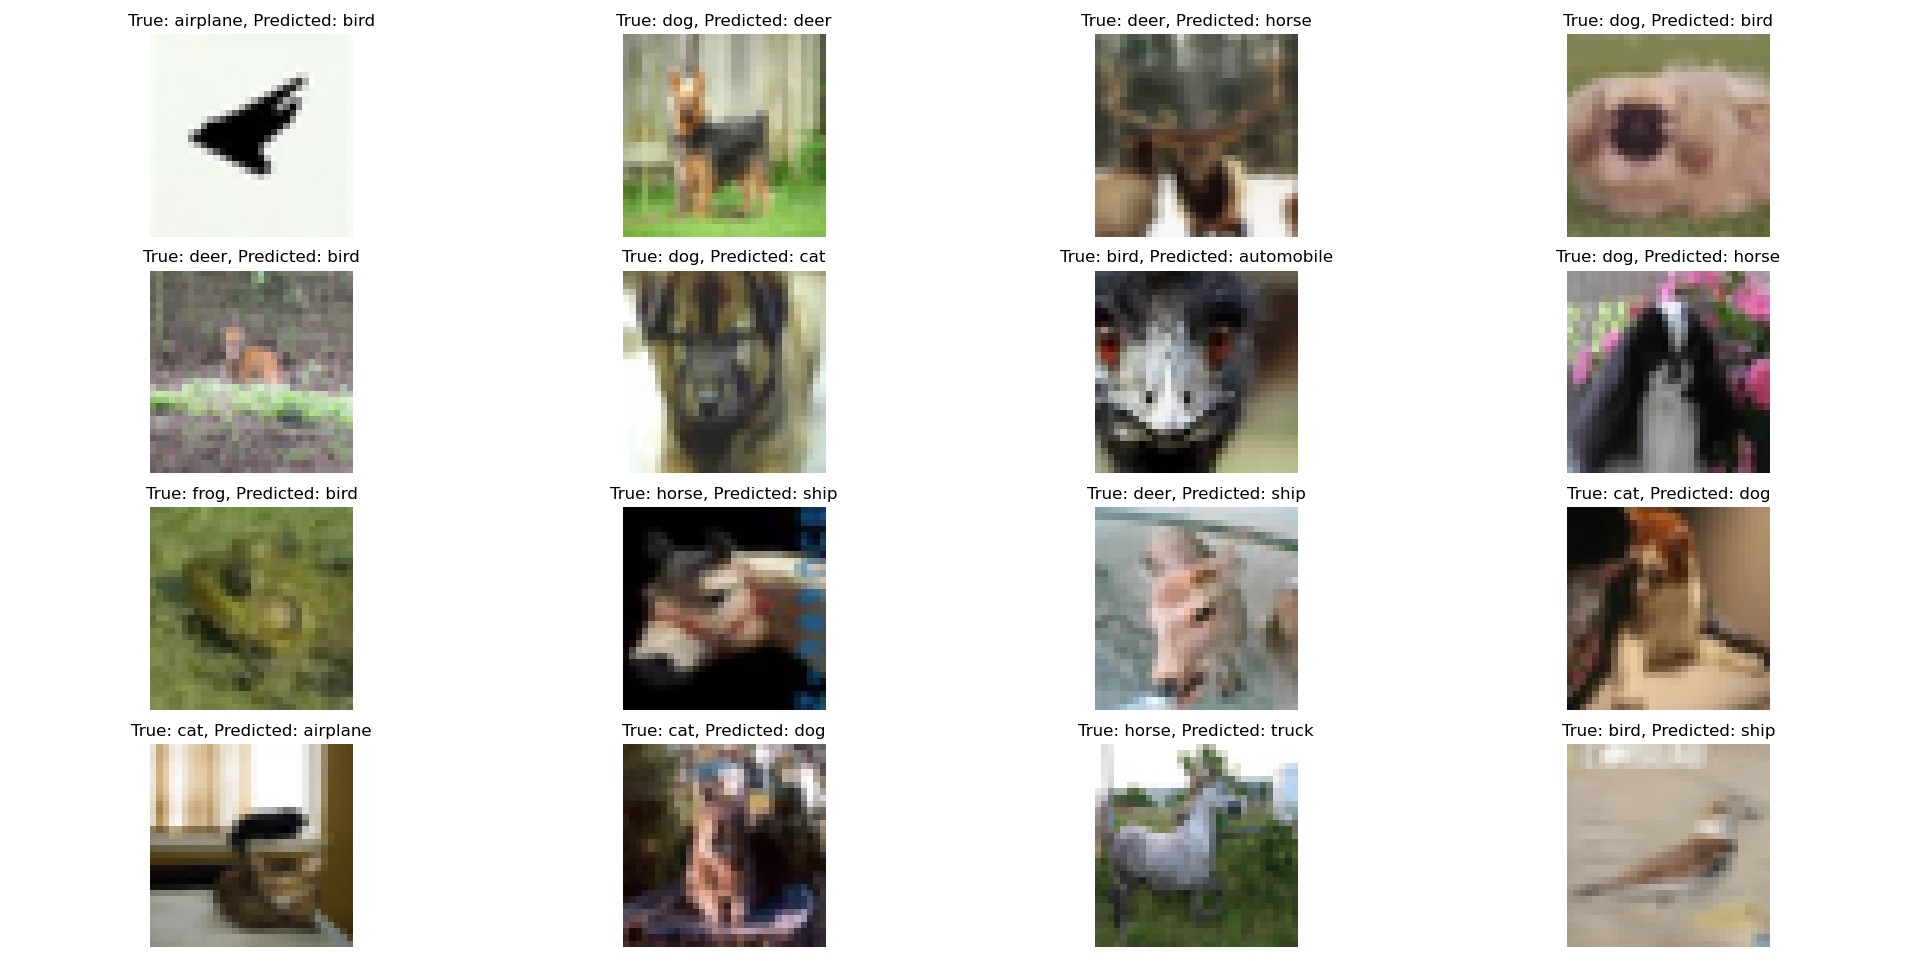 True: airplane, Predicted: bird
True: dog, Predicted: deer
True: deer, Predicted: horse
True: dog, Predicted: bird
True: deer, Predicted: bird
True: dog, Predicted: cat
True: bird, Predicted: automobile
True: dog, Predicted: horse
True: frog, Predicted: bird
True: horse, Predicted: ship
True: deer, Predicted: ship
True: cat, Predicted: dog
True: cat, Predicted: airplane
True: cat, Predicted: dog
True: horse, Predicted: truck
True: bird, Predicted: ship